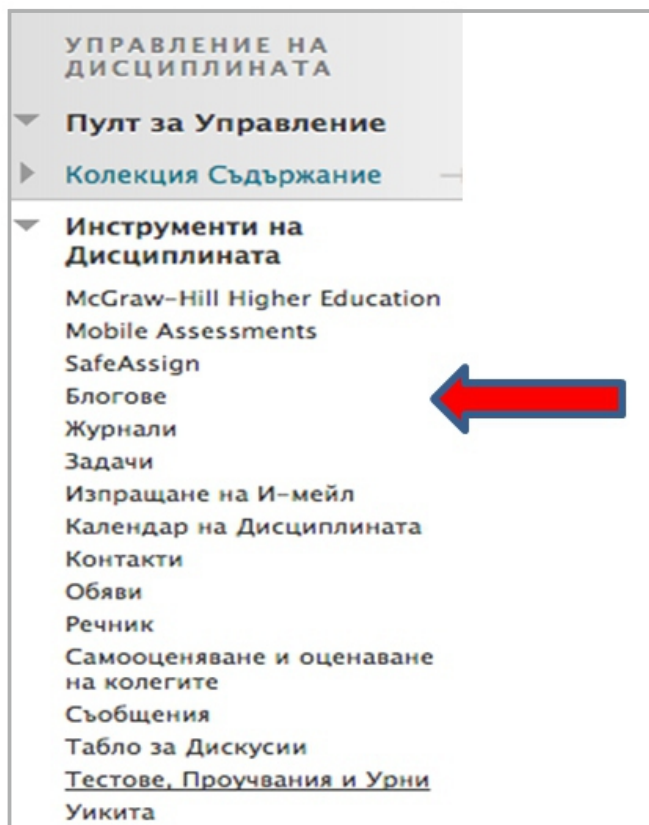 УПРАВЛЕНИЕ НА
ДИСЦИПЛИНАТА
Пулт за Управление
Колекция Съдържание
Инструменти на
Дисциплината
McGraw-Hill Higher Education
Mobile Assessments
SafeAssign
Блогове
Журнали
Задачи
Изпращане на И-мейл
Календар на Дисциплината
Контакти
Обяви
Речник
Самооценяване и оценаване
на колегите
Съобщения
Табло за Дискусии
Тестове, Проучвания и Урни
Уикита